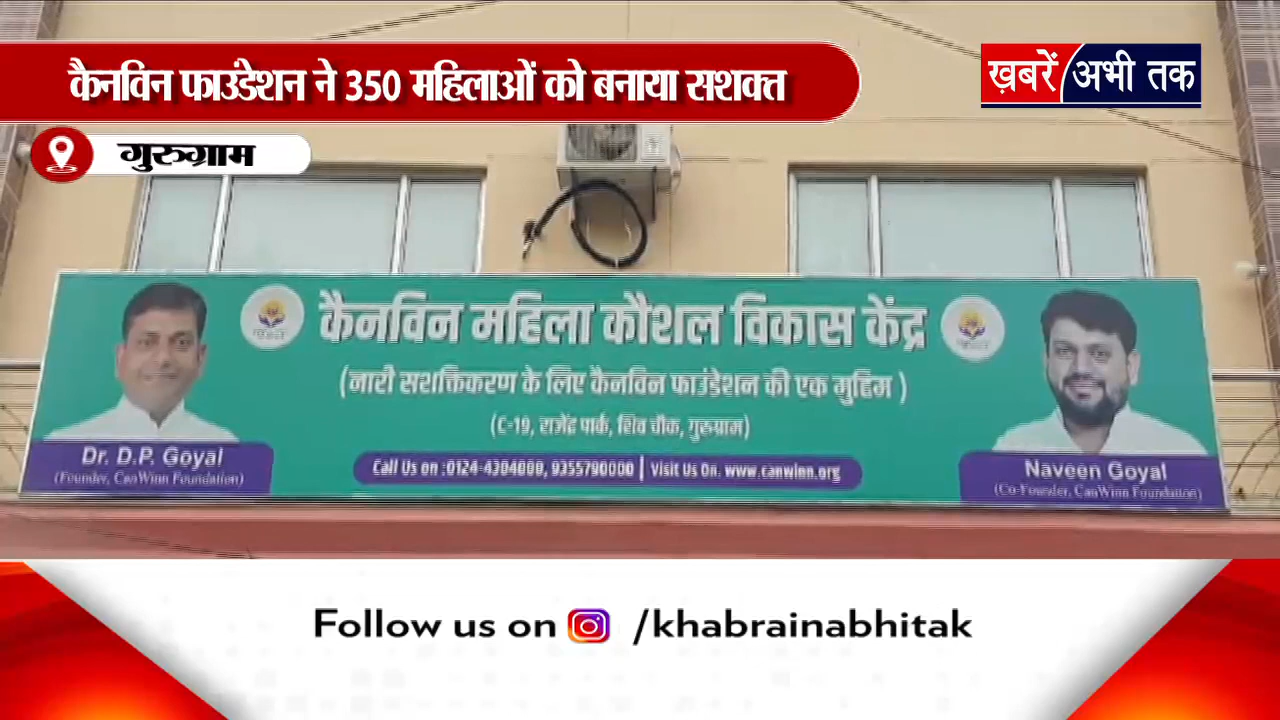 कैनविन फाउंडेशन ने 350 महिलाओं को बनाया सशक्त
ख़बरें अभी तक
गुरुग्राम
कैनविन महिला कौशल विकास केंद्र
(नारी सशक्तिकरण के लिए कैनविन फाउंडेशन की एक मुहिम )
(C-19, राजेंद्र पार्क, शिव चौक, गुरुग्राम)
Call Us on :0124-4304000, 9355790000 | Visit Us On. www.canwinn.org
Dr. D.P. Goyal
(Founder, CanWinn Foundation)
Naveen Goyal
(Co-Founder, CanWinn Foundation)
Follow us on /khabrainabhitak